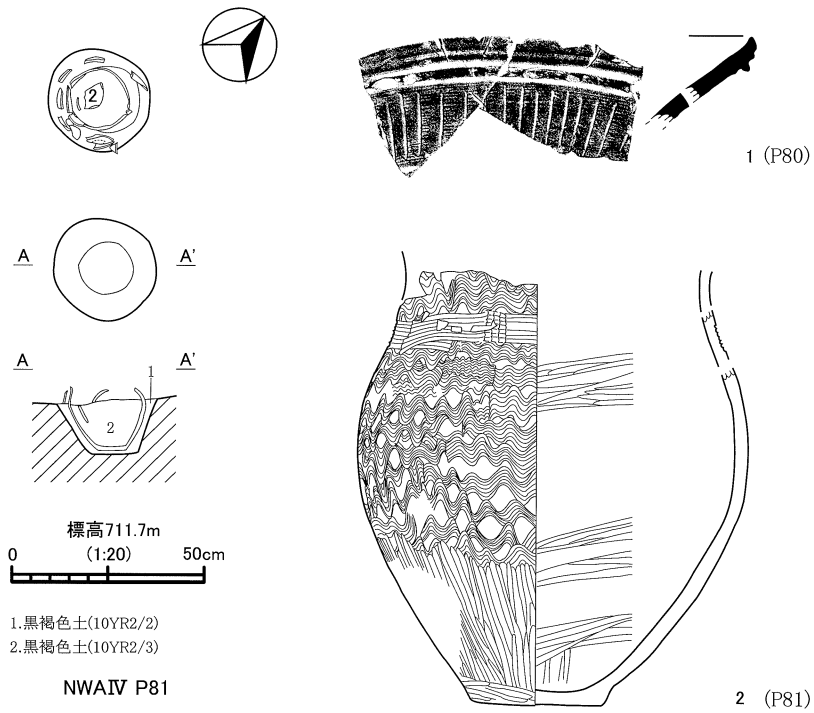 2
A A'
A A'
1
2
標高711.7m
0 (1:20) 50cm
1.黒褐色土(10YR2/2)
2.黒褐色土(10YR2/3)
NWAⅣ P81
1 (P80)
2 (P81)